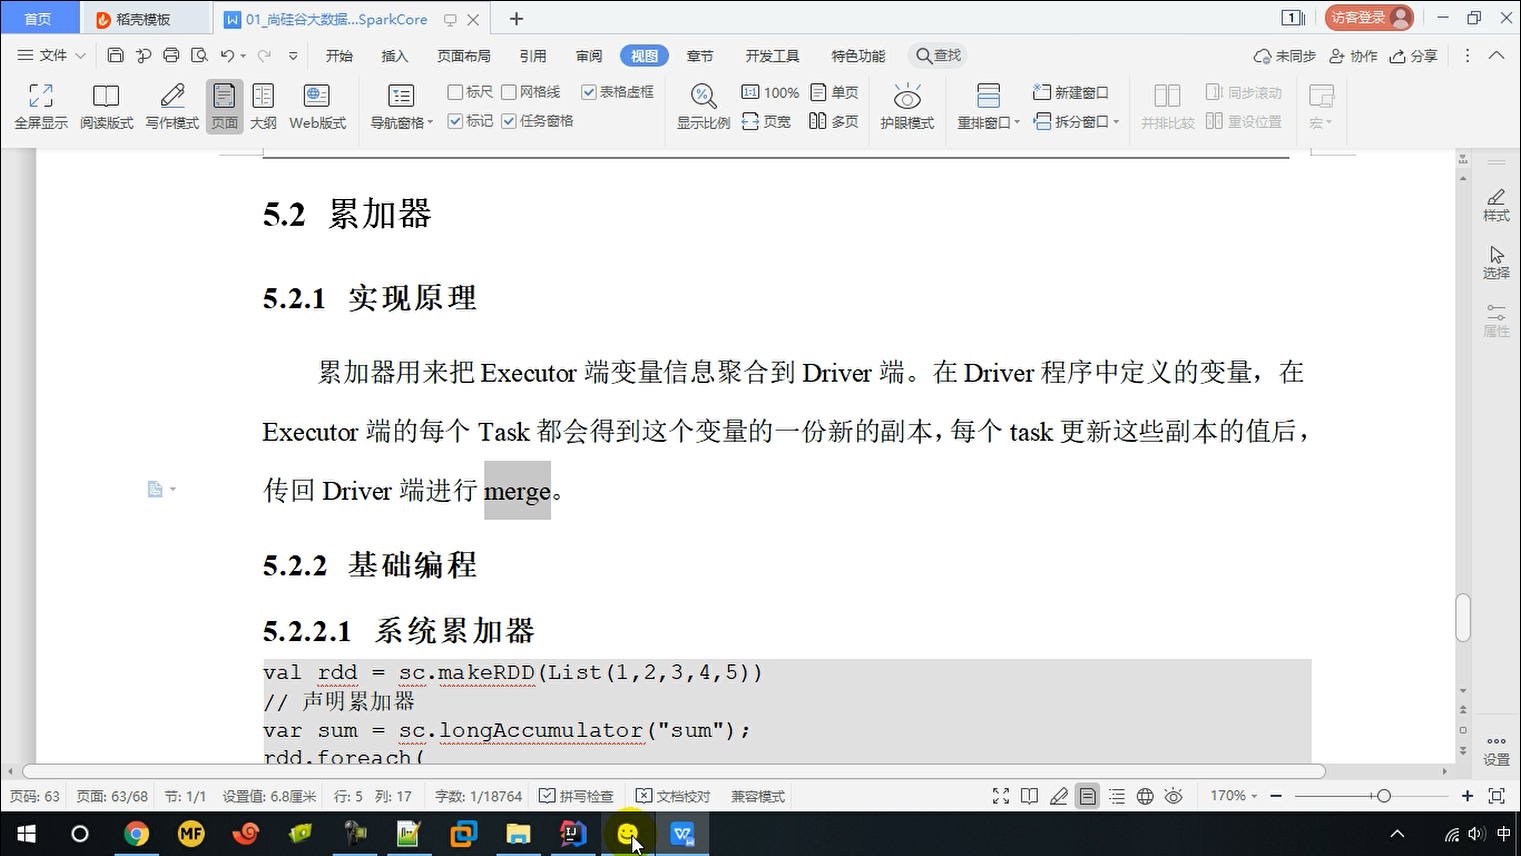 首页 稻壳模板 01_尚硅谷大数据...SparkCore 1 访客登录
文件 开始 插入 页面布局 引用 审阅 视图 章节 开发工具 特色功能 查找 未同步 协作 分享
标尺 网格线 表格虚框 1:1 100% 单页 新建窗口 同步滚动
全屏显示 阅读版式 写作模式 页面 大纲 Web版式 导航窗格 标记 任务窗格 显示比例 页宽 多页 护眼模式 重排窗口 拆分窗口 并排比较 重设位置 宏
5.2 累加器
样式
选择
属性
5.2.1 实现原理
累加器用来把 Executor 端变量信息聚合到 Driver 端。在 Driver 程序中定义的变量，在
Executor 端的每个 Task 都会得到这个变量的一份新的副本，每个 task 更新这些副本的值后，
传回 Driver 端进行 merge。
5.2.2 基础编程
5.2.2.1 系统累加器
val rdd = sc.makeRDD(List(1,2,3,4,5))
// 声明累加器
var sum = sc.longAccumulator("sum");
rdd.foreach(
设置
页码: 63 页面: 63/68 节: 1/1 设置值: 6.8厘米 行: 5 列: 17 字数: 1/18764 拼写检查 文档校对 兼容模式 170%
MF IJ 中